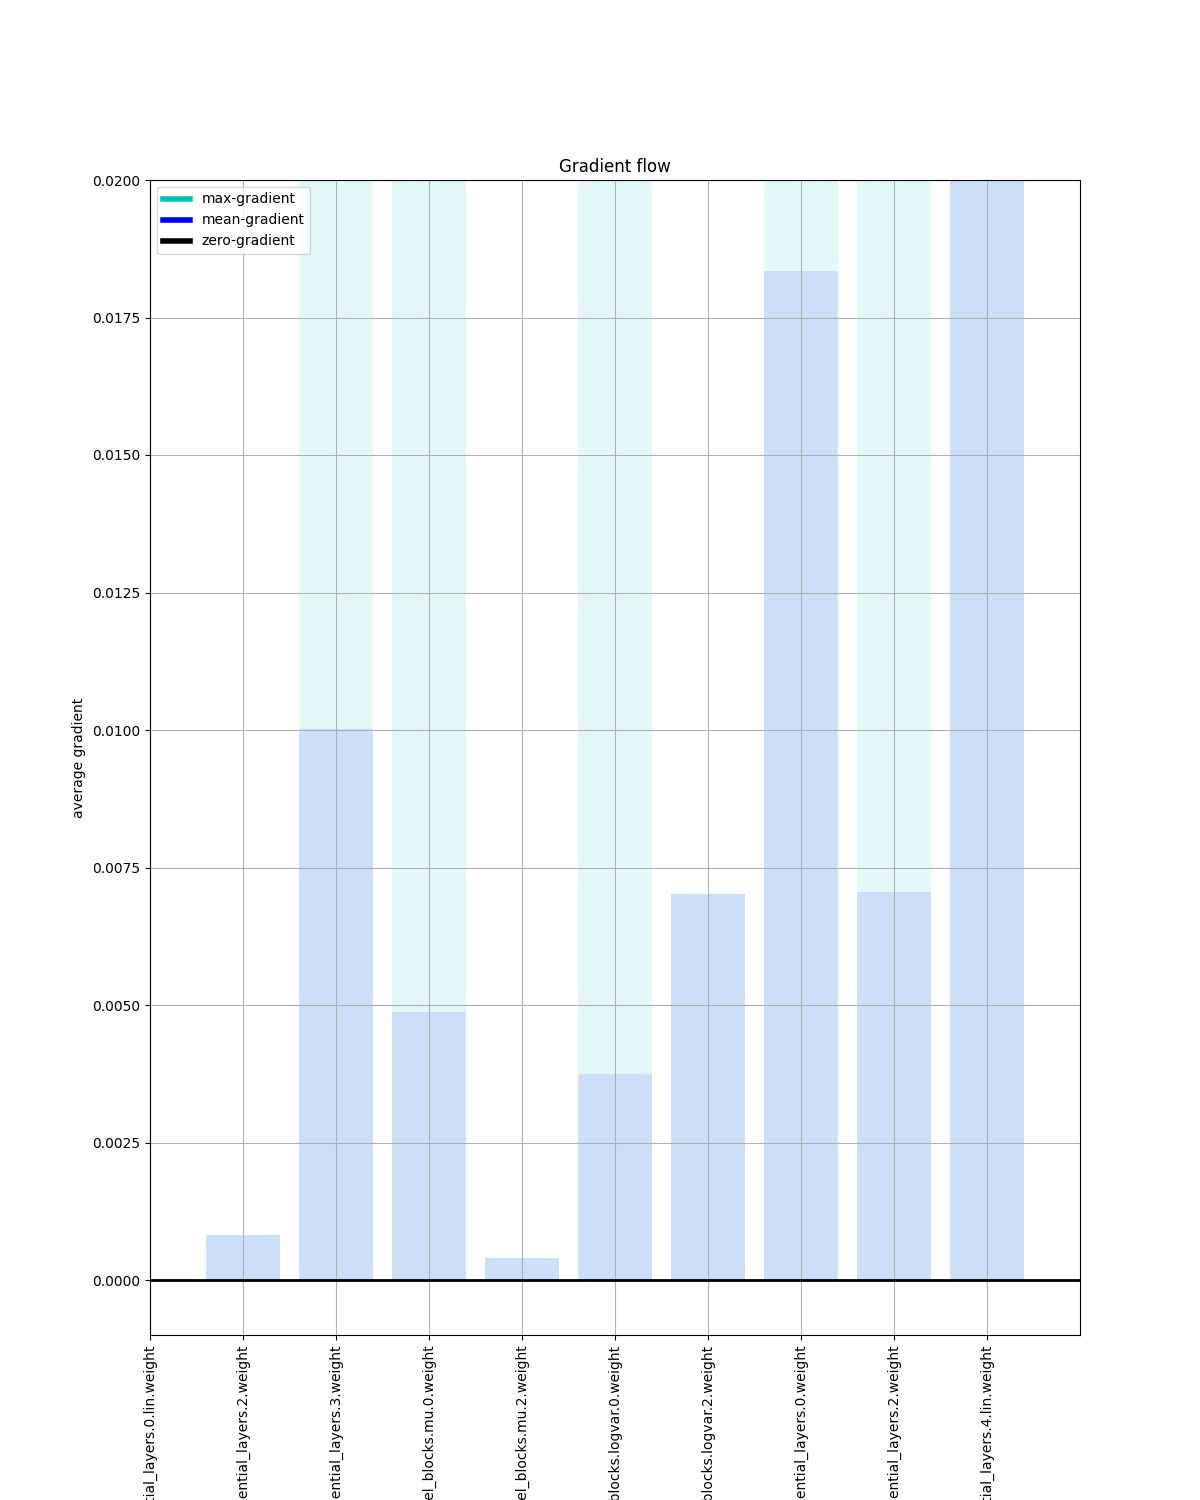 Gradient flow
max-gradient
mean-gradient
zero-gradient
0.0200
0.0175
0.0150
0.0125
0.0100
0.0075
0.0050
0.0025
0.0000
average gradient
tial_layers.0.lin.weight
ential_layers.2.weight
ential_layers.3.weight
el_blocks.mu.0.weight
el_blocks.mu.2.weight
blocks.logvar.0.weight
blocks.logvar.2.weight
ential_layers.0.weight
ential_layers.2.weight
tial_layers.4.lin.weight